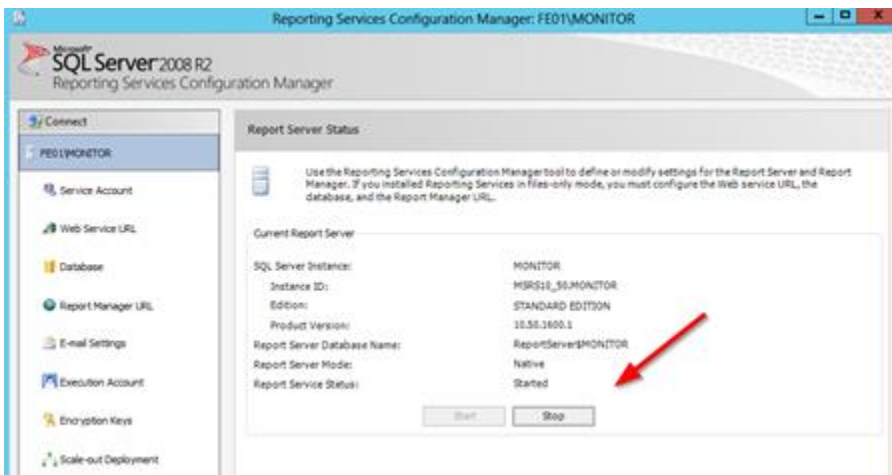 Reporting Services Configuration Manager: FE01\MONITOR
Microsoft
SQL Server 2008 R2
Reporting Services Configuration Manager
Connect
FE01\MONITOR
Service Account
Web Service URL
Database
Report Manager URL
E-mail Settings
Execution Account
Encryption Keys
Scale-out Deployment
Report Server Status
Use the Reporting Services Configuration Manager tool to define or modify settings for the Report Server and Report
Manager. If you installed Reporting Services in files-only mode, you must configure the Web service URL, the
database, and the Report Manager URL.
Current Report Server
SQL Server Instance: MONITOR
Instance ID: MSRS10_50.MONITOR
Edition: STANDARD EDITION
Product Version: 10.50.1600.1
Report Server Database Name: ReportServer$MONITOR
Report Server Mode: Native
Report Service Status: Started
Start Stop